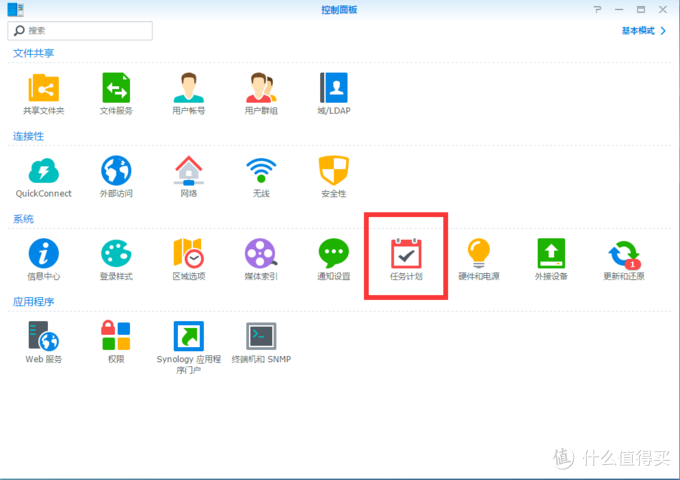 控制面板
搜索
基本模式
文件共享
共享文件夹 文件服务 用户帐号 用户群组 域/LDAP
连接性
QuickConnect 外部访问 网络 无线 安全性
系统
信息中心 登录样式 区域选项 媒体索引 通知设置 任务计划 硬件和电源 外接设备 更新和还原
1
应用程序
Web 服务 权限 Synology 应用程序门户 终端机和 SNMP
值 什么值得买